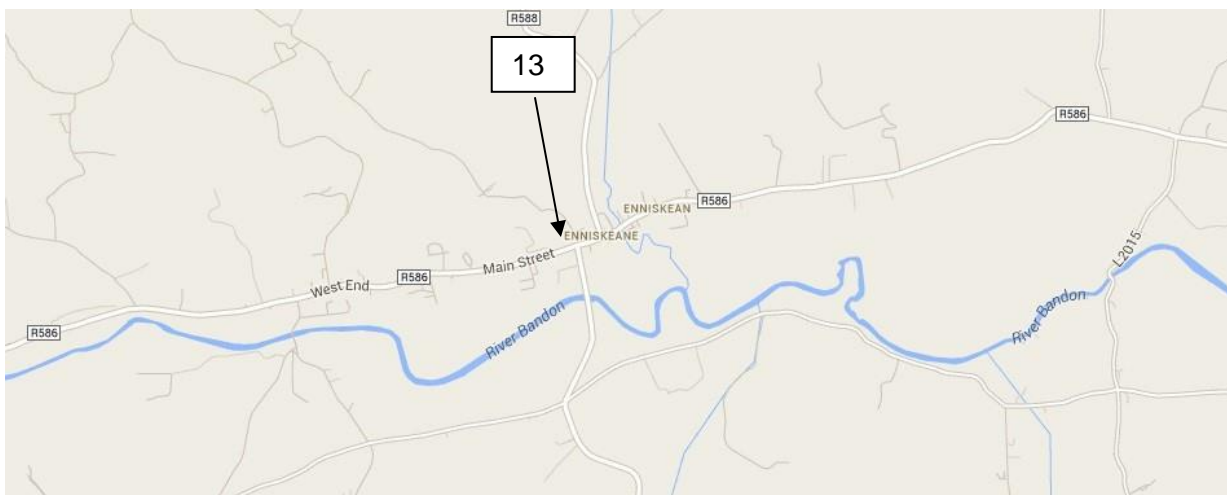 R588
13
R586
ENNISKEAN
R586
ENNISKEANE
Main Street
L2015
R586
West End
River Bandon
River Bandon
R586